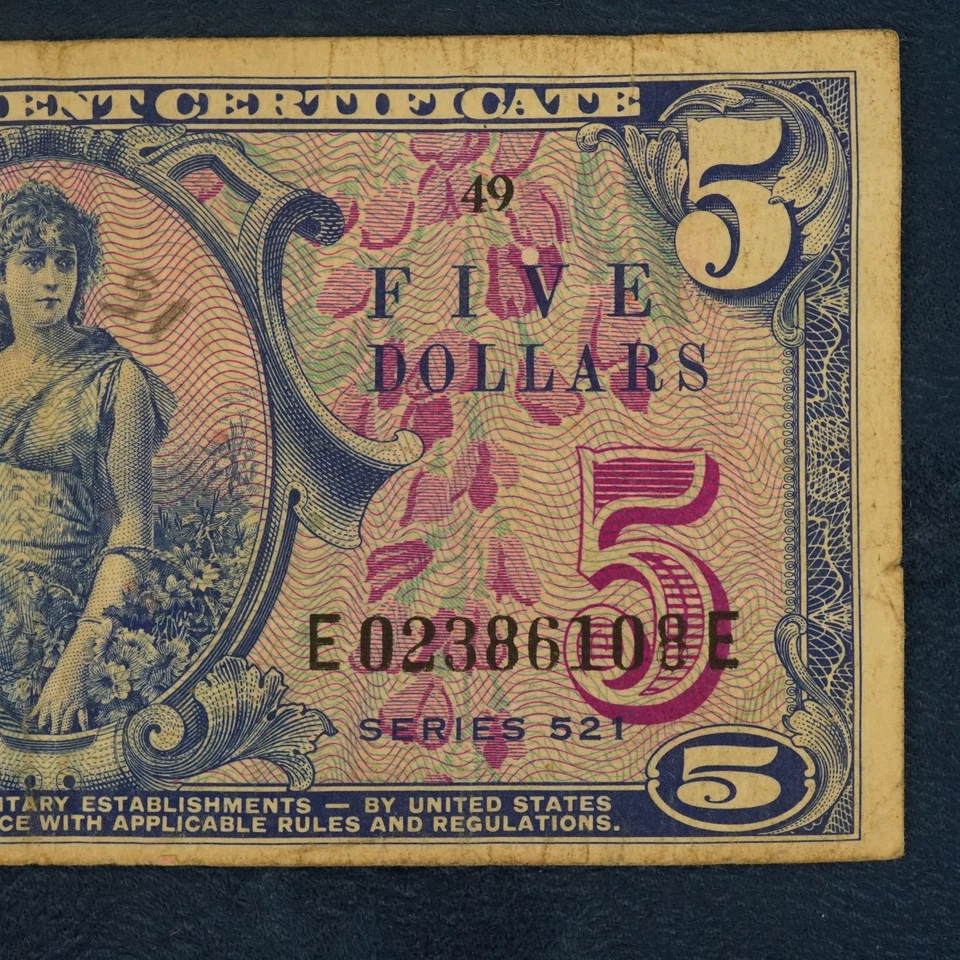 ENT CERTIFICATE
5
49
FIVE
DOLLARS
5
E02386108E
SERIES 521
5
ITARY ESTABLISHMENTS — BY UNITED STATES
CE WITH APPLICABLE RULES AND REGULATIONS.